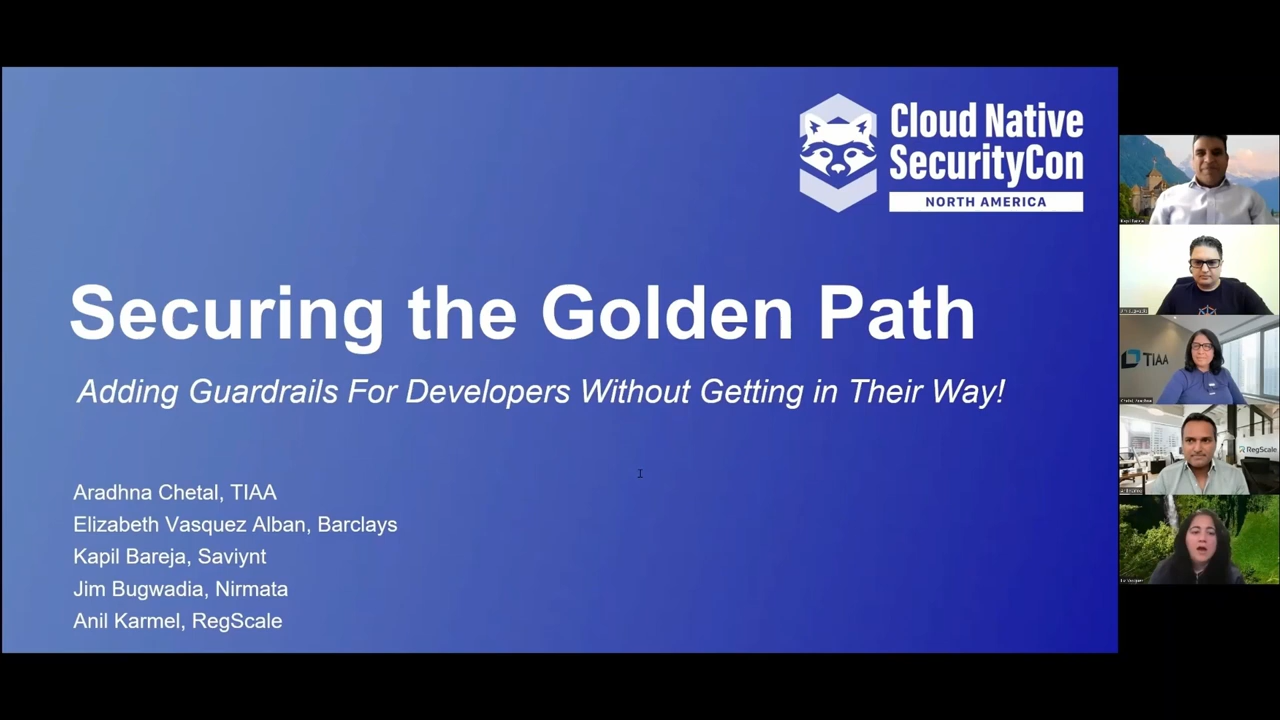 Cloud Native
SecurityCon
NORTH AMERICA
Securing the Golden Path
Adding Guardrails For Developers Without Getting in Their Way!
Aradhna Chetal, TIAA
Elizabeth Vasquez Alban, Barclays
Kapil Bareja, Saviynt
Jim Bugwadia, Nirmata
Anil Karmel, RegScale
TIAA
RegScale